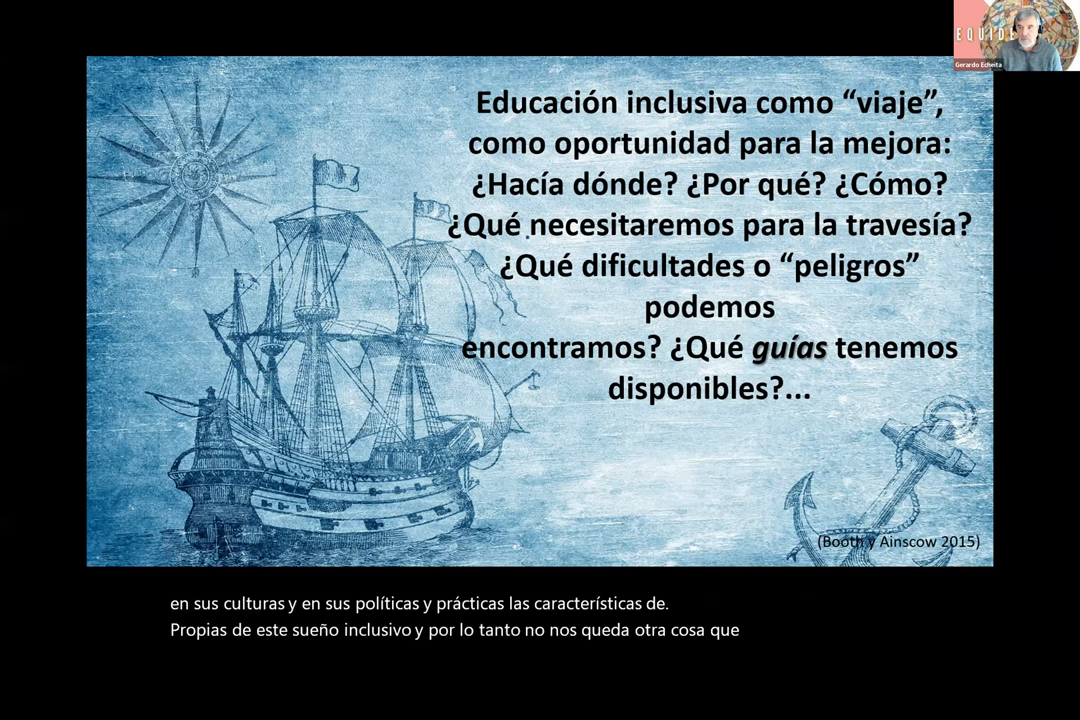 EQUIDE
Gerardo Echeita
Educación inclusiva como “viaje”,
como oportunidad para la mejora:
¿Hacía dónde? ¿Por qué? ¿Cómo?
¿Qué necesitaremos para la travesía?
¿Qué dificultades o “peligros”
podemos
encontramos? ¿Qué guías tenemos
disponibles?...
(Booth y Ainscow 2015)
en sus culturas y en sus políticas y prácticas las características de.
Propias de este sueño inclusivo y por lo tanto no nos queda otra cosa que